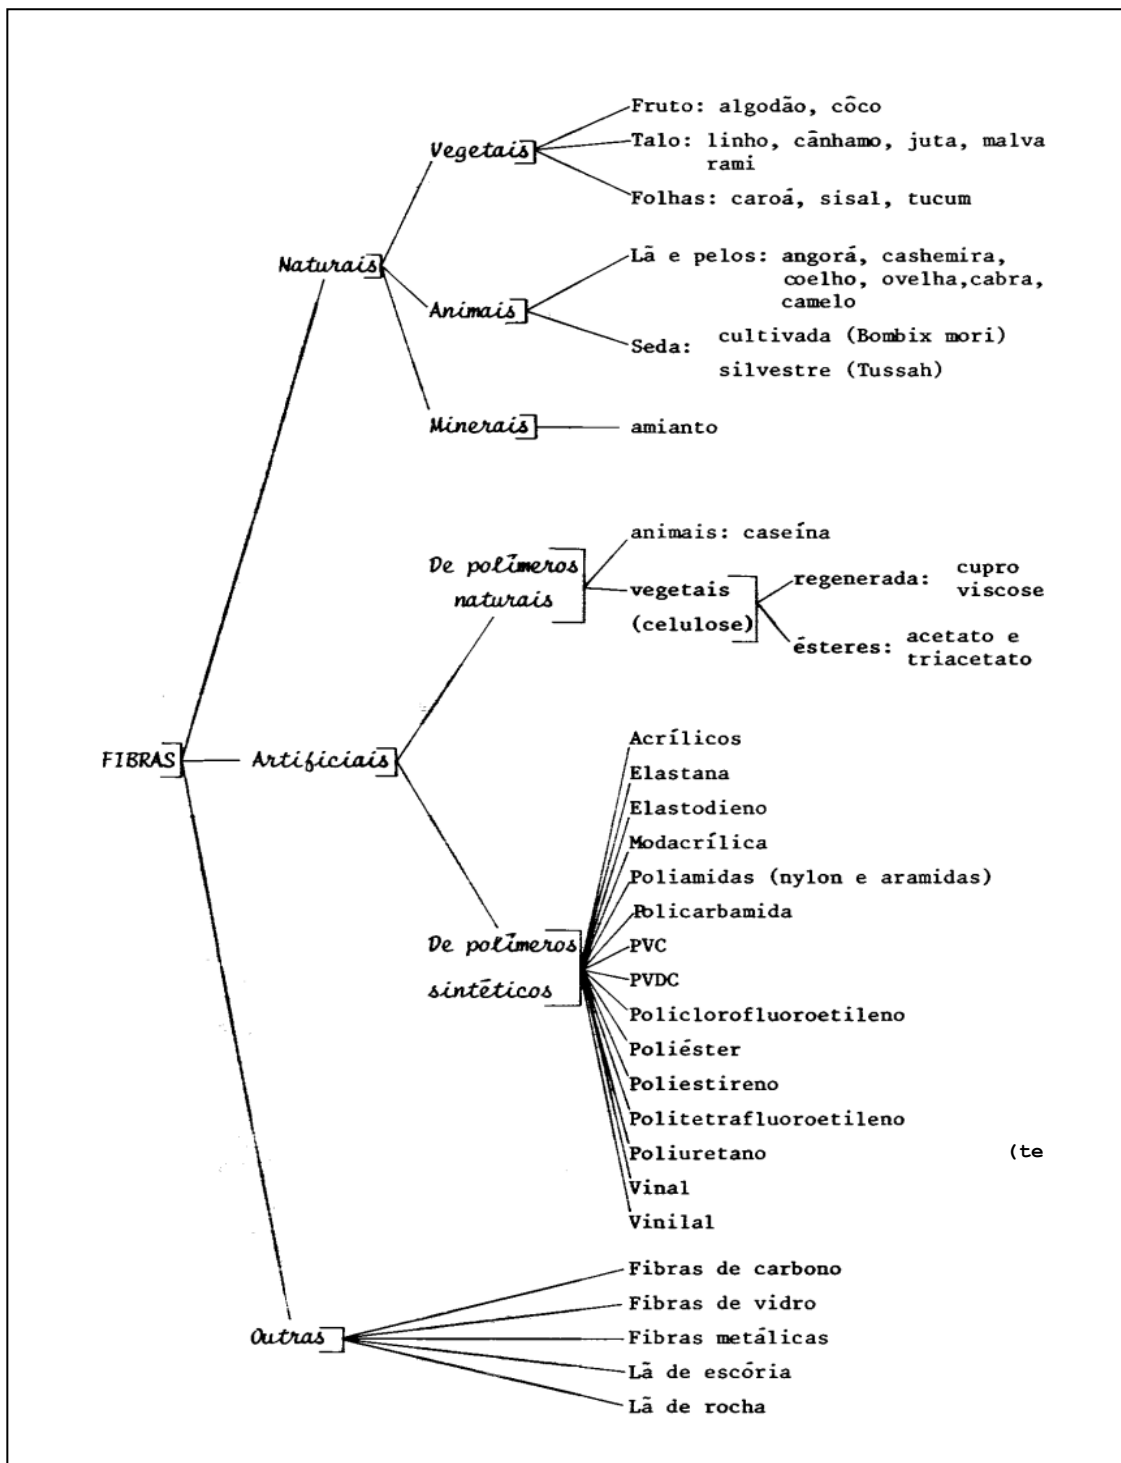 Fruto: algodão, côco
Talo: linho, cânhamo, juta, malva
rami
Vegetais
Folhas: caroá, sisal, tucum
Naturais
Lã e pelos: angorá, cashemira,
coelho, ovelha,cabra,
camelo
Animais
Seda: cultivada (Bombix mori)
silvestre (Tussah)
Minerais
amianto
De polímeros
naturais
animais: caseína
vegetais
(celulose)
regenerada: cupro
viscose
ésteres: acetato e
triacetato
FIBRAS
Artificiais
De polímeros
sintéticos
Acrílicos
Elastana
Elastodieno
Modacrílica
Poliamidas (nylon e aramidas)
Policarbamida
PVC
PVDC
Policlorofluoroetileno
Poliéster
Poliestireno
Politetrafluoroetileno
Poliuretano
(te
Vinal
Vinilal
Outras
Fibras de carbono
Fibras de vidro
Fibras metálicas
Lã de escória
Lã de rocha